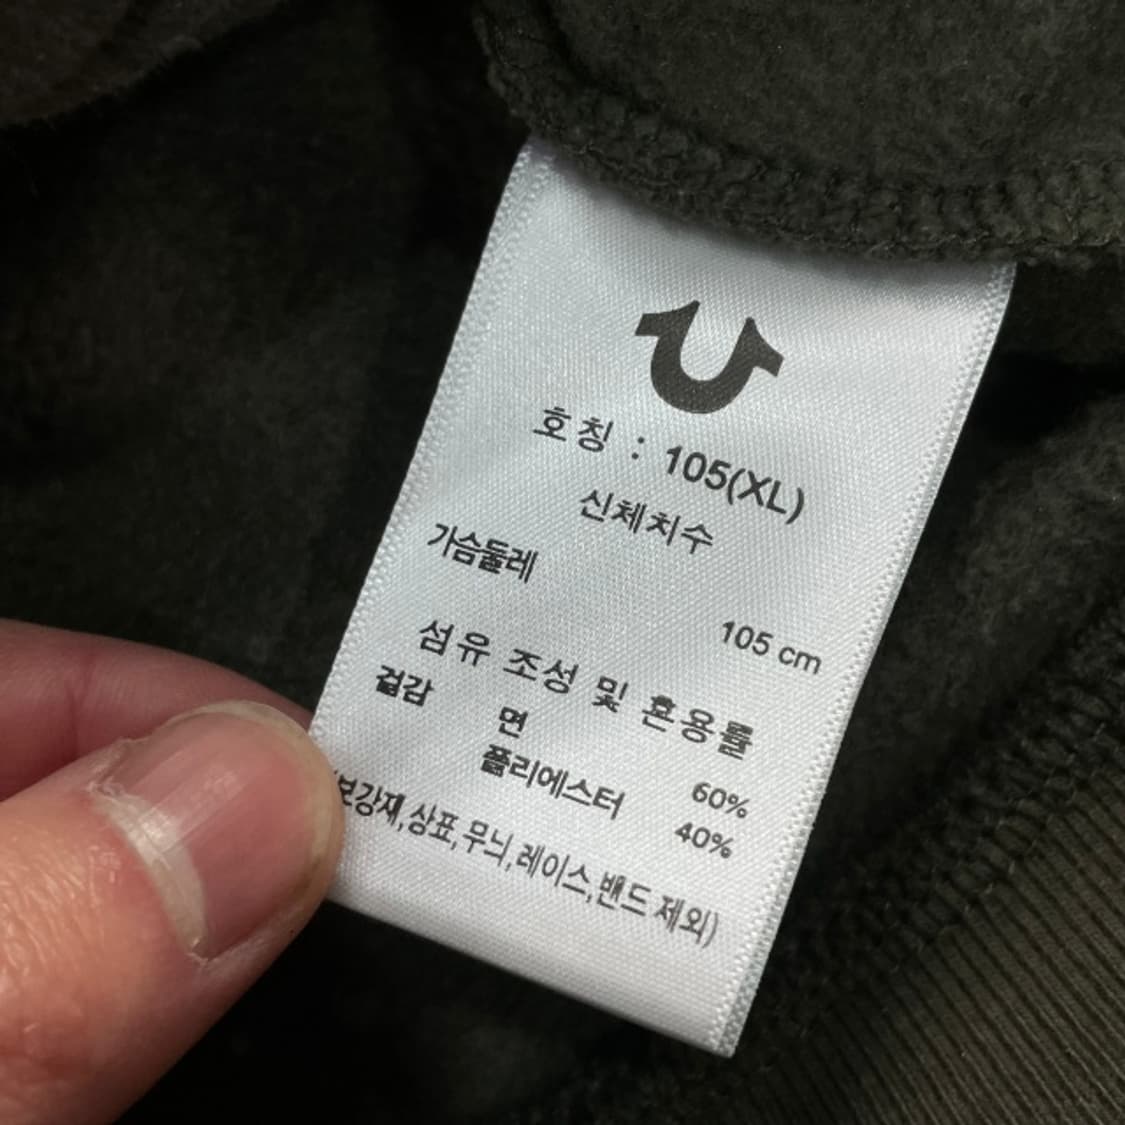 호칭 : 105(XL)
신체치수
가슴둘레
105 cm
섬유 조성 및 혼용률
겉감
면 60%
폴리에스터 40%
(보강재,상표,무늬,레이스,밴드 제외)